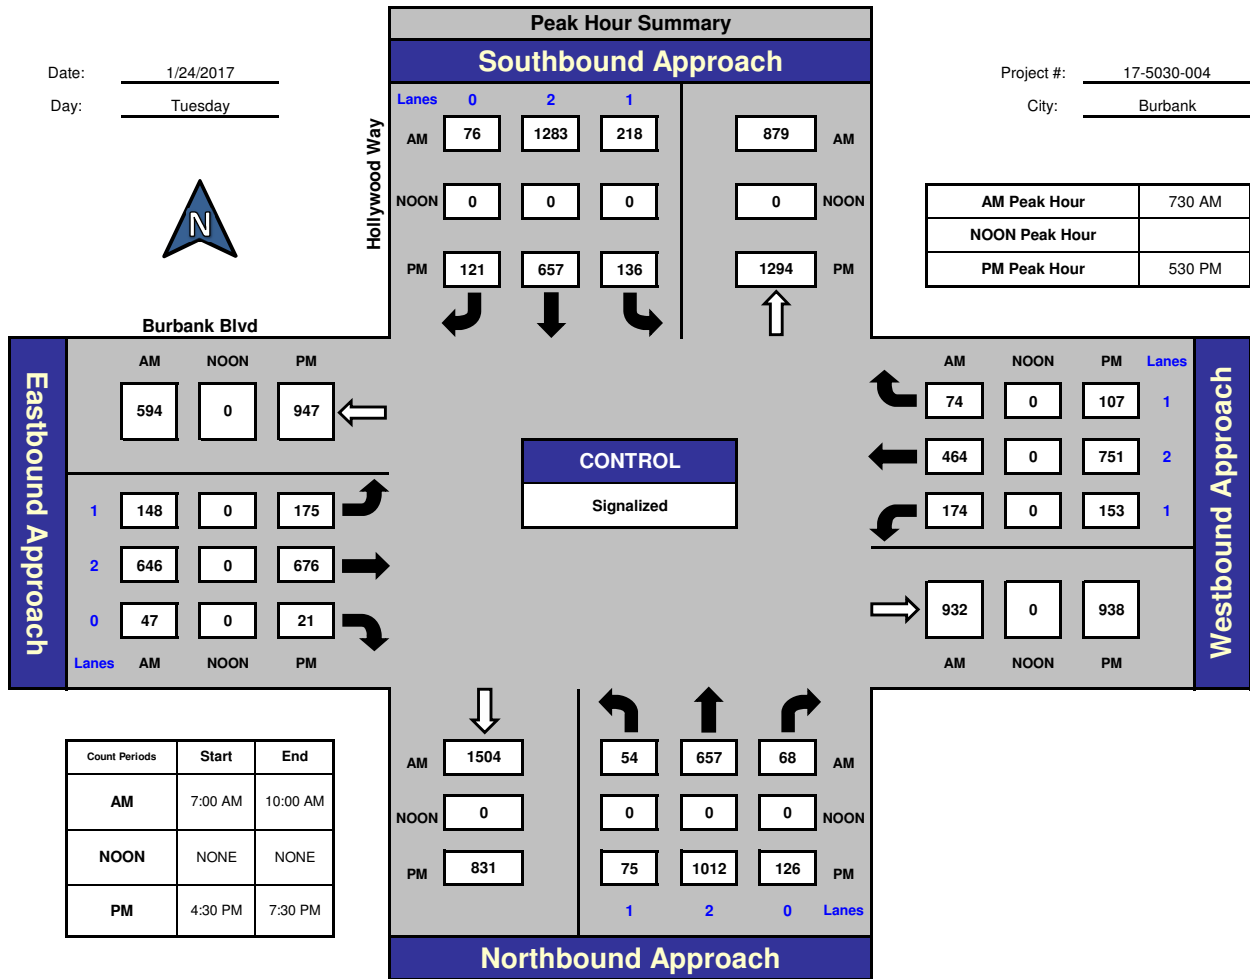 Peak Hour Summary
Southbound Approach
Date: 1/24/2017
Day: Tuesday
Project #: 17-5030-004
City: Burbank
N
Hollywood Way
Lanes 0 2 1
AM 76 1283 218 879 AM
NOON 0 0 0 0 NOON
PM 121 657 136 1294 PM
AM Peak Hour 730 AM
NOON Peak Hour
PM Peak Hour 530 PM
Burbank Blvd
Eastbound Approach
AM NOON PM
594 0 947
1 148 0 175
2 646 0 676
0 47 0 21
Lanes AM NOON PM
CONTROL
Signalized
AM NOON PM Lanes
74 0 107 1
464 0 751 2
174 0 153 1
932 0 938
AM NOON PM
Westbound Approach
Count Periods Start End
AM 7:00 AM 10:00 AM
NOON NONE NONE
PM 4:30 PM 7:30 PM
AM 1504 54 657 68 AM
NOON 0 0 0 0 NOON
PM 831 75 1012 126 PM
1 2 0 Lanes
Northbound Approach